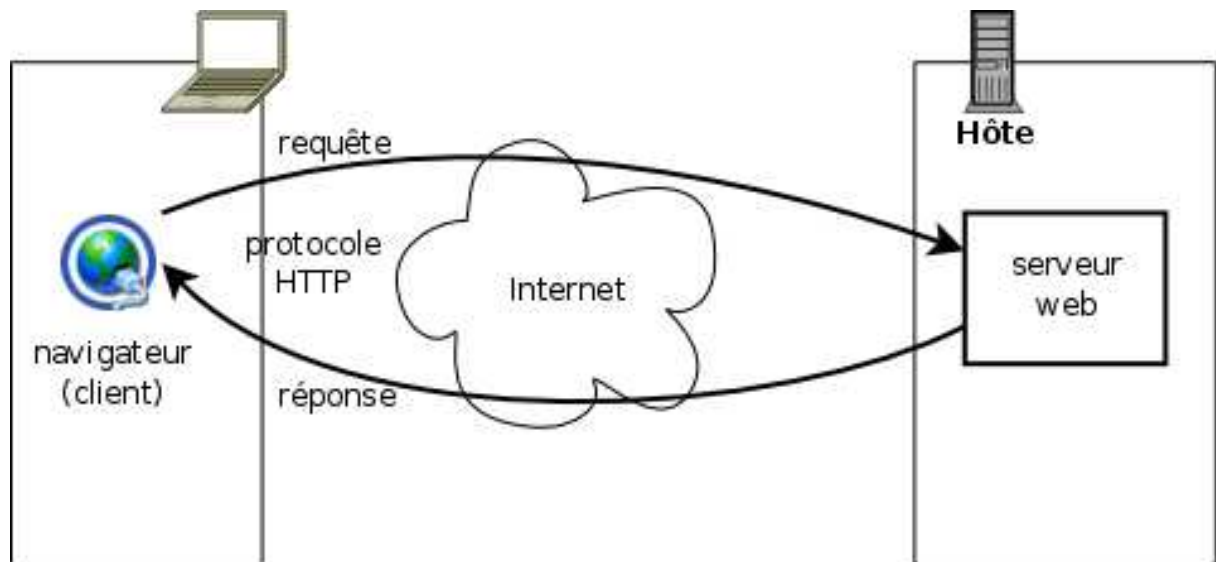 requête
Hôte
protocole
HTTP
Internet
serveur
web
navigateur
(client)
réponse